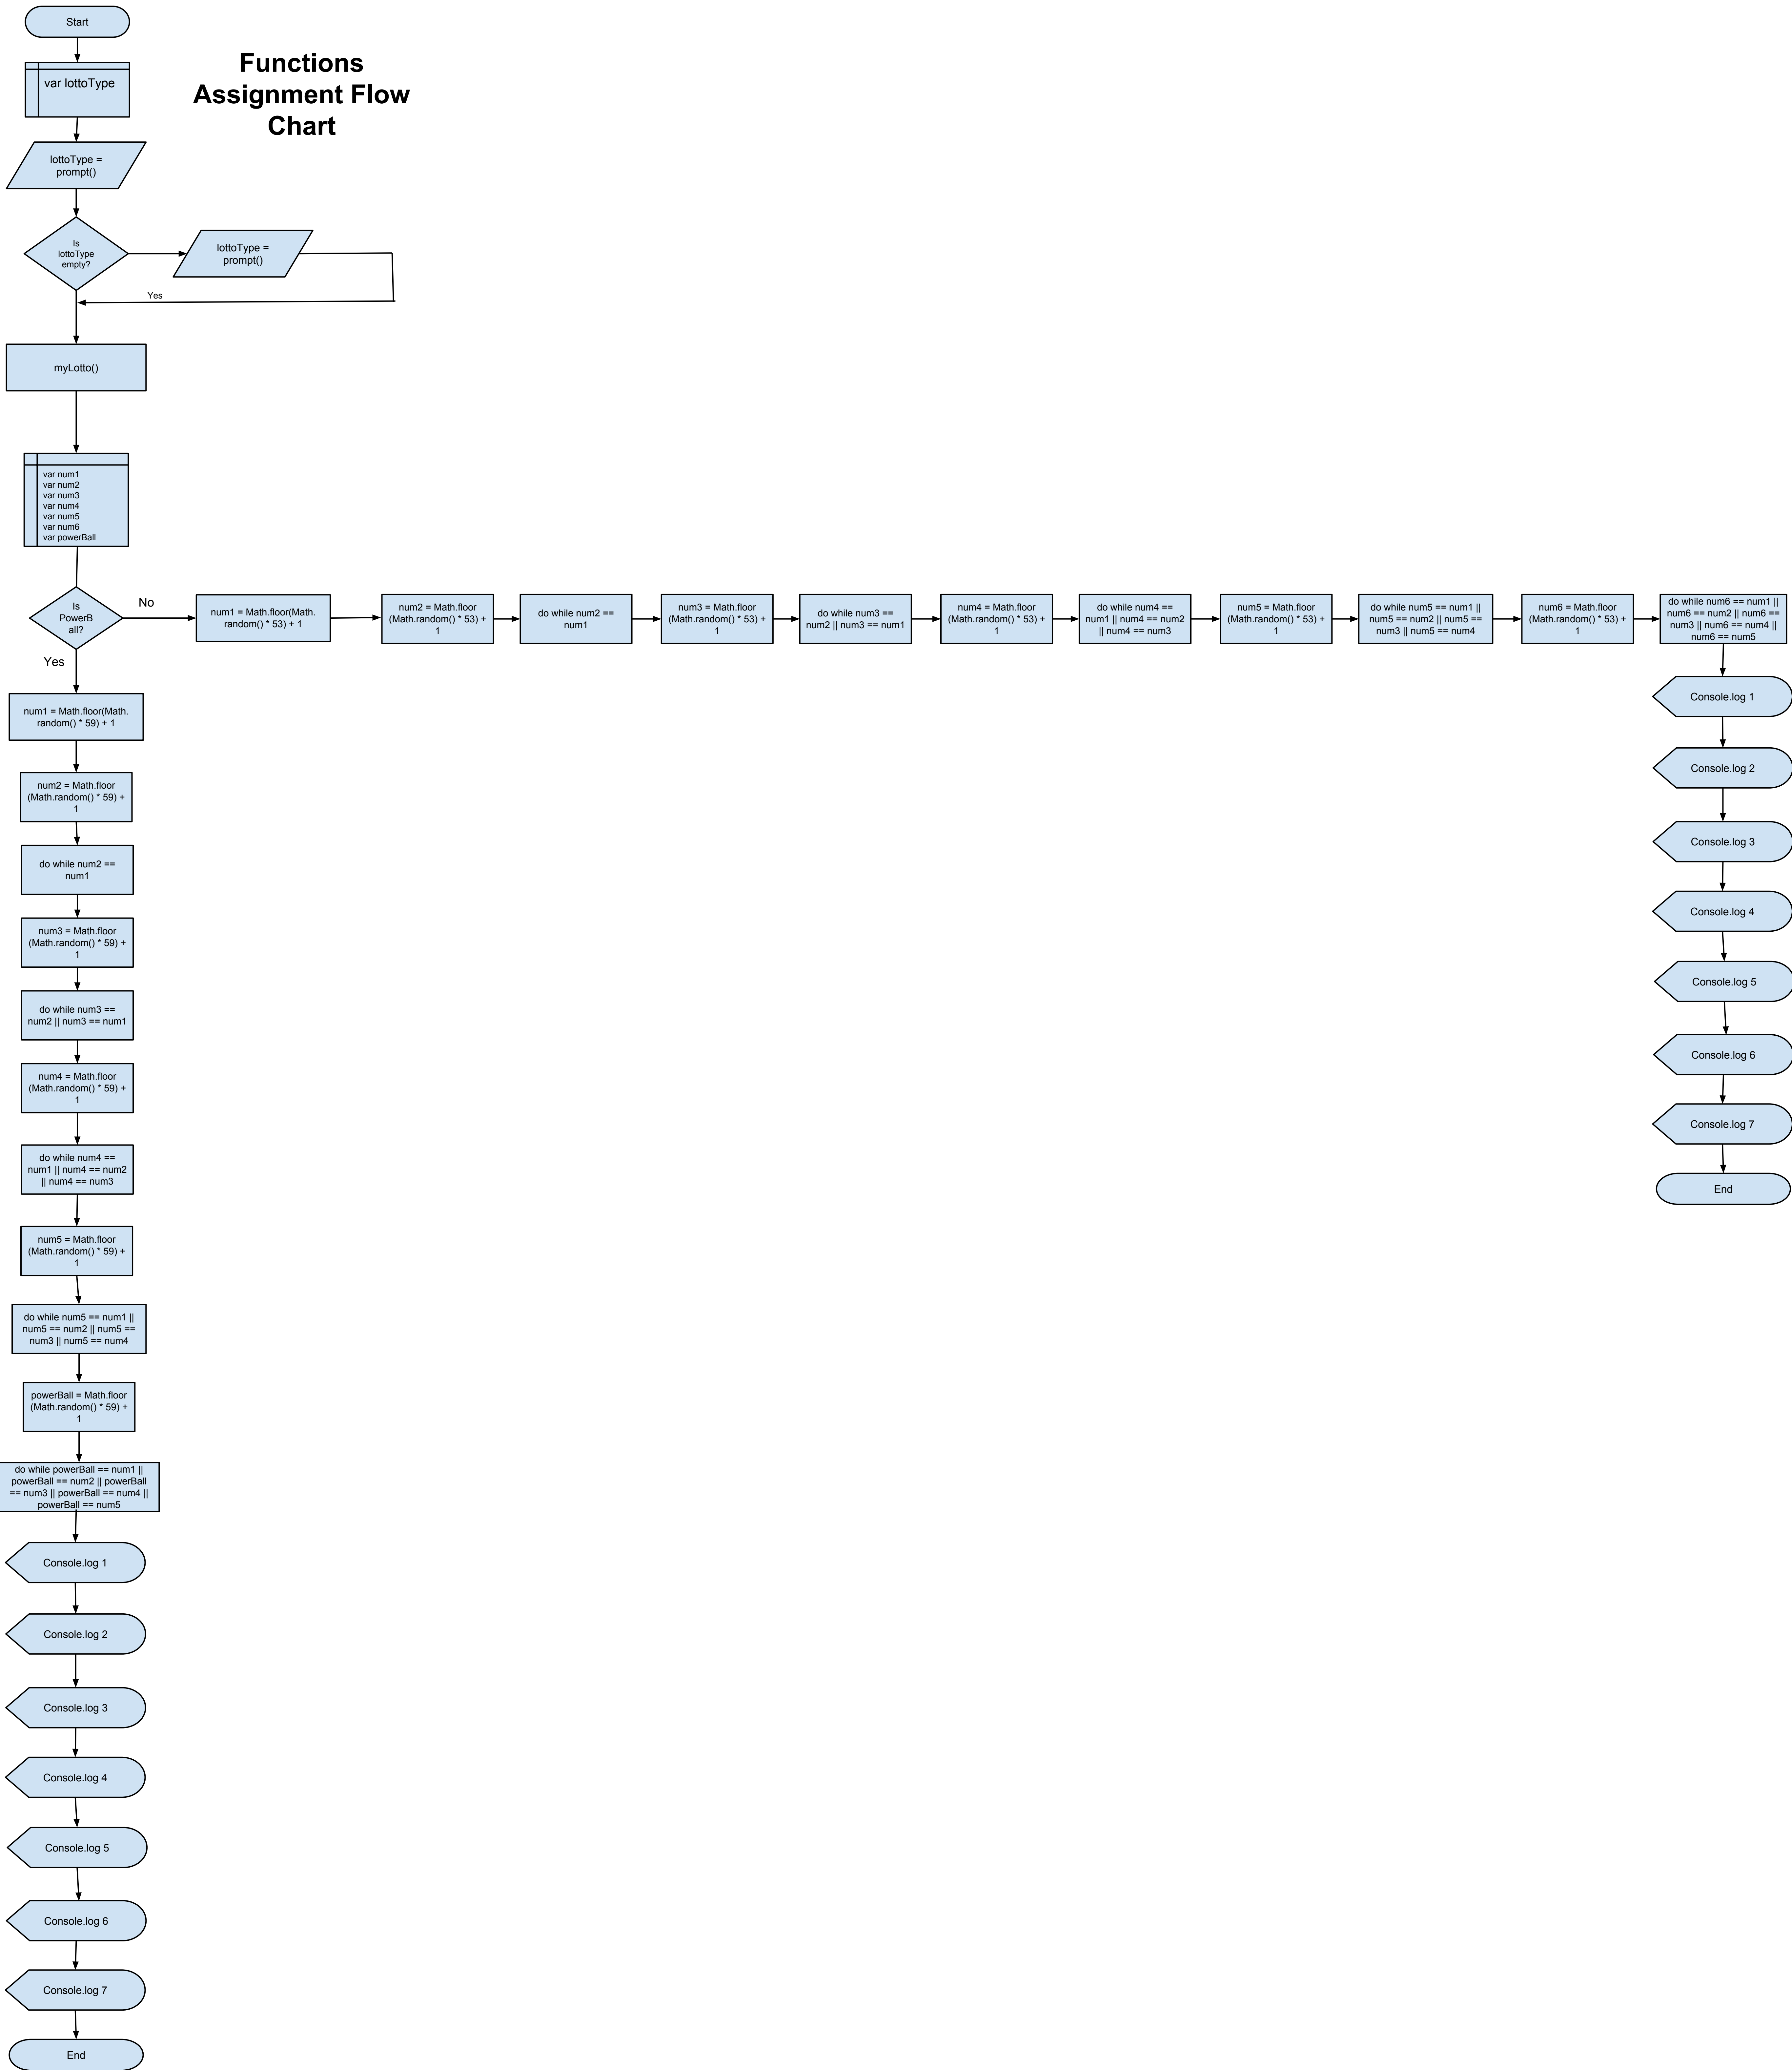 Start
Functions
Assignment Flow
Chart
var lottoType
lottoType =
prompt()
Is
lottoType
empty?
lottoType =
prompt()
Yes
myLotto()
var num1
var num2
var num3
var num4
var num5
var num6
var powerBall
Is
PowerB
all?
No
Yes
num1 = Math.floor(Math.
random() * 53) + 1
num2 = Math.floor
(Math.random() * 53) +
1
do while num2 ==
num1
num3 = Math.floor
(Math.random() * 53) +
1
do while num3 ==
num2 || num3 == num1
num4 = Math.floor
(Math.random() * 53) +
1
do while num4 ==
num1 || num4 == num2
|| num4 == num3
num5 = Math.floor
(Math.random() * 53) +
1
do while num5 == num1 ||
num5 == num2 || num5 ==
num3 || num5 == num4
num6 = Math.floor
(Math.random() * 53) +
1
do while num6 == num1 ||
num6 == num2 || num6 ==
num3 || num6 == num4 ||
num6 == num5
Console.log 1
Console.log 2
Console.log 3
Console.log 4
Console.log 5
Console.log 6
Console.log 7
End
num1 = Math.floor(Math.
random() * 59) + 1
num2 = Math.floor
(Math.random() * 59) +
1
do while num2 ==
num1
num3 = Math.floor
(Math.random() * 59) +
1
do while num3 ==
num2 || num3 == num1
num4 = Math.floor
(Math.random() * 59) +
1
do while num4 ==
num1 || num4 == num2
|| num4 == num3
num5 = Math.floor
(Math.random() * 59) +
1
do while num5 == num1 ||
num5 == num2 || num5 ==
num3 || num5 == num4
powerBall = Math.floor
(Math.random() * 59) +
1
do while powerBall == num1 ||
powerBall == num2 || powerBall
== num3 || powerBall == num4 ||
powerBall == num5
Console.log 1
Console.log 2
Console.log 3
Console.log 4
Console.log 5
Console.log 6
Console.log 7
End